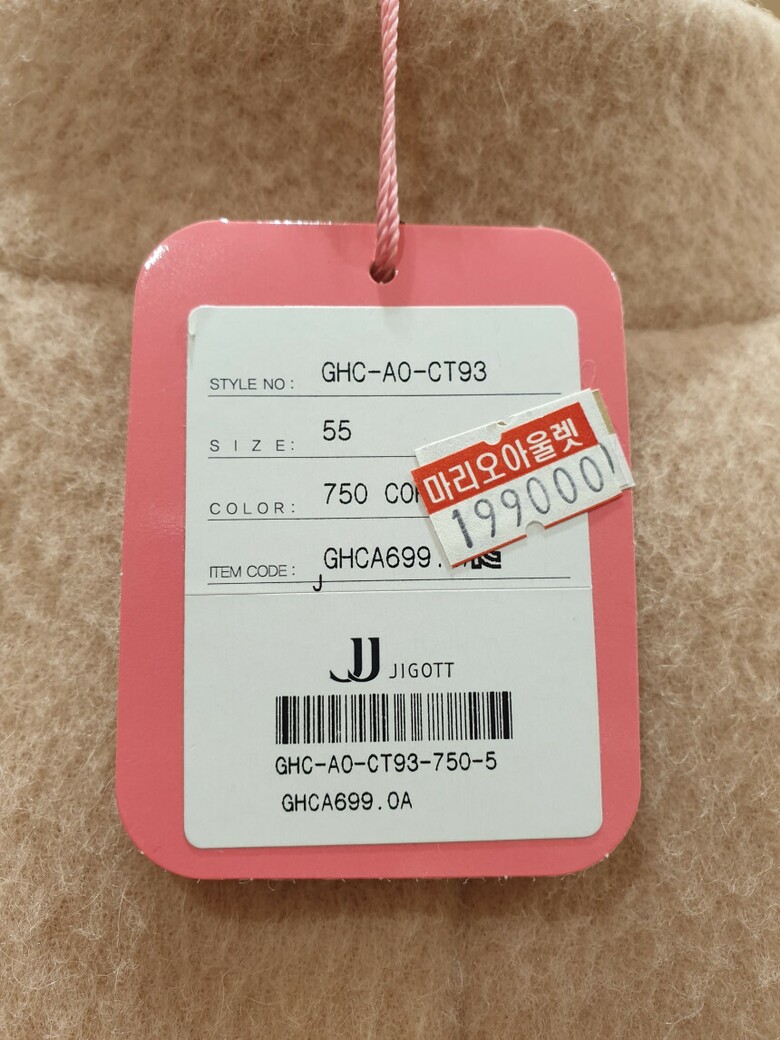 STYLE NO : GHC-AO-CT93
SIZE: 55
COLOR: 750
마리오아울렛
199000
ITEM CODE : GHCA699.
J
JJ JIGOTT
GHC-AO-CT93-750-5
GHCA699.0A